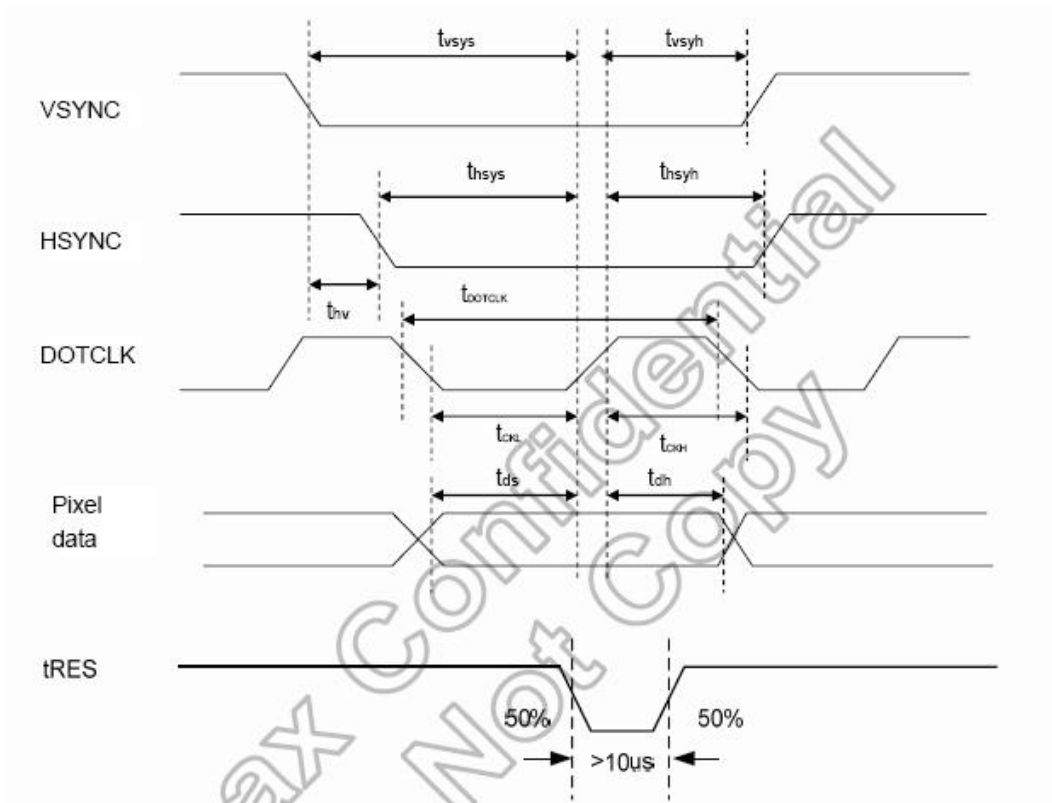 tvsys
tvsyh
VSYNC
thsys
thsyh
HSYNC
thv
tDOTCLK
DOTCLK
tCKL
tCKH
tds
tdh
Pixel
data
tRES
50%
50%
>10us
ax Confidential
Not Copy